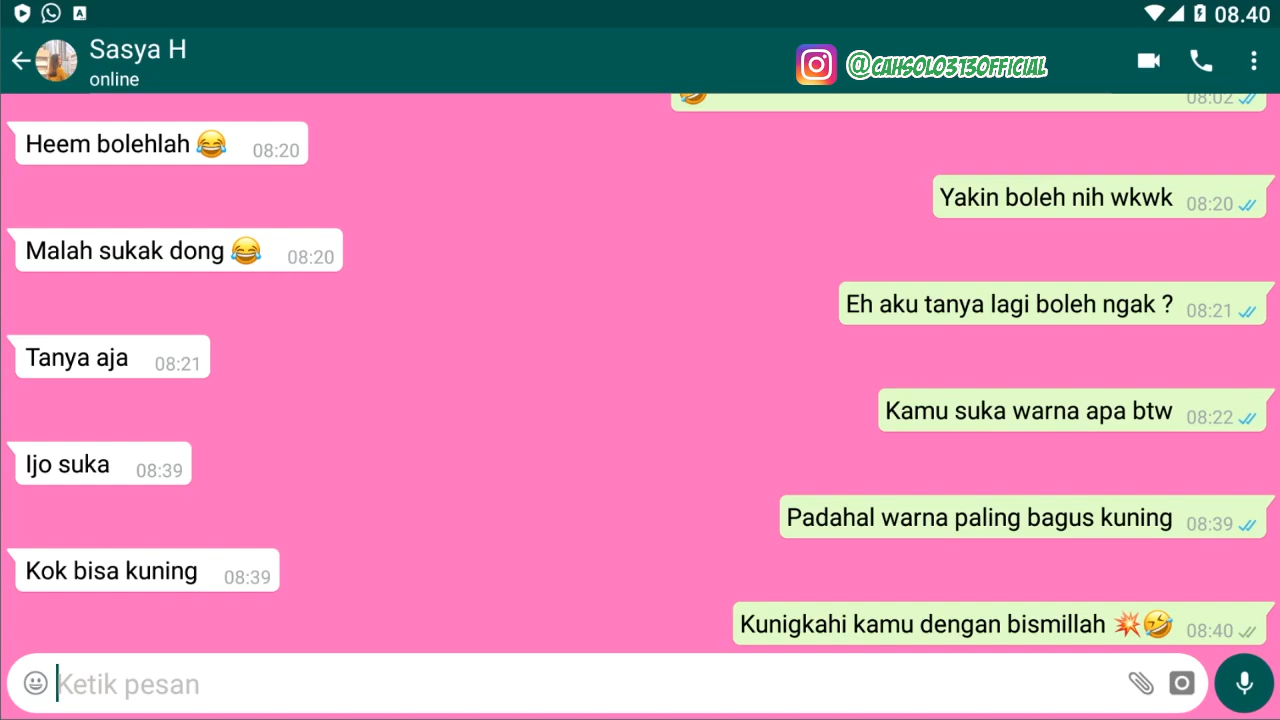 08.40
Sasya H
online
@CAHSOLO313OFFICIAL
08:02
Heem bolehlah 😂 08:20
Yakin boleh nih wkwk 08:20
Malah sukak dong 😂 08:20
Eh aku tanya lagi boleh ngak ? 08:21
Tanya aja 08:21
Kamu suka warna apa btw 08:22
Ijo suka 08:39
Padahal warna paling bagus kuning 08:39
Kok bisa kuning 08:39
Kunigkahi kamu dengan bismillah 💥🤣 08:40
Ketik pesan